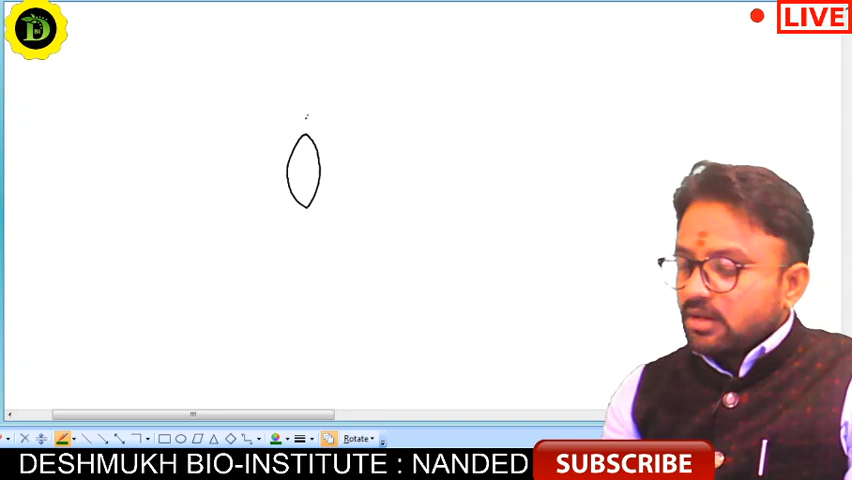 LIVE
D
Rotate
DESHMUKH BIO-INSTITUTE : NANDED
SUBSCRIBE